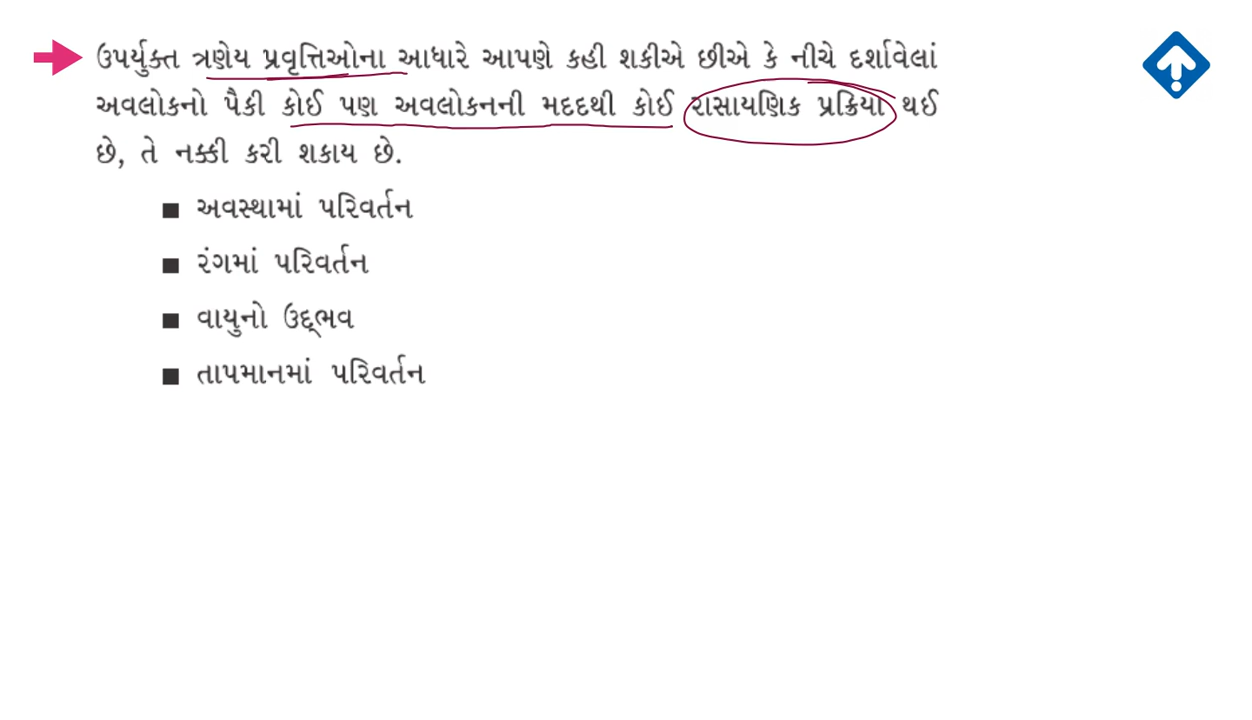 ઉપર્યુક્ત ત્રણેય પ્રવૃત્તિઓના આધારે આપણે કહી શકીએ છીએ કે નીચે દર્શાવેલાં
અવલોકનો પૈકી કોઈ પણ અવલોકનની મદદથી કોઈ રાસાયણિક પ્રક્રિયા થઈ
છે, તે નક્કી કરી શકાય છે.
■ અવસ્થામાં પરિવર્તન
■ રંગમાં પરિવર્તન
■ વાયુનો ઉદ્ભવ
■ તાપમાનમાં પરિવર્તન